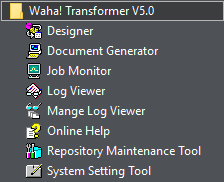 Waha! Transformer V5.0
Designer
Document Generator
Job Monitor
Log Viewer
Mange Log Viewer
Online Help
Repository Maintenance Tool
System Setting Tool